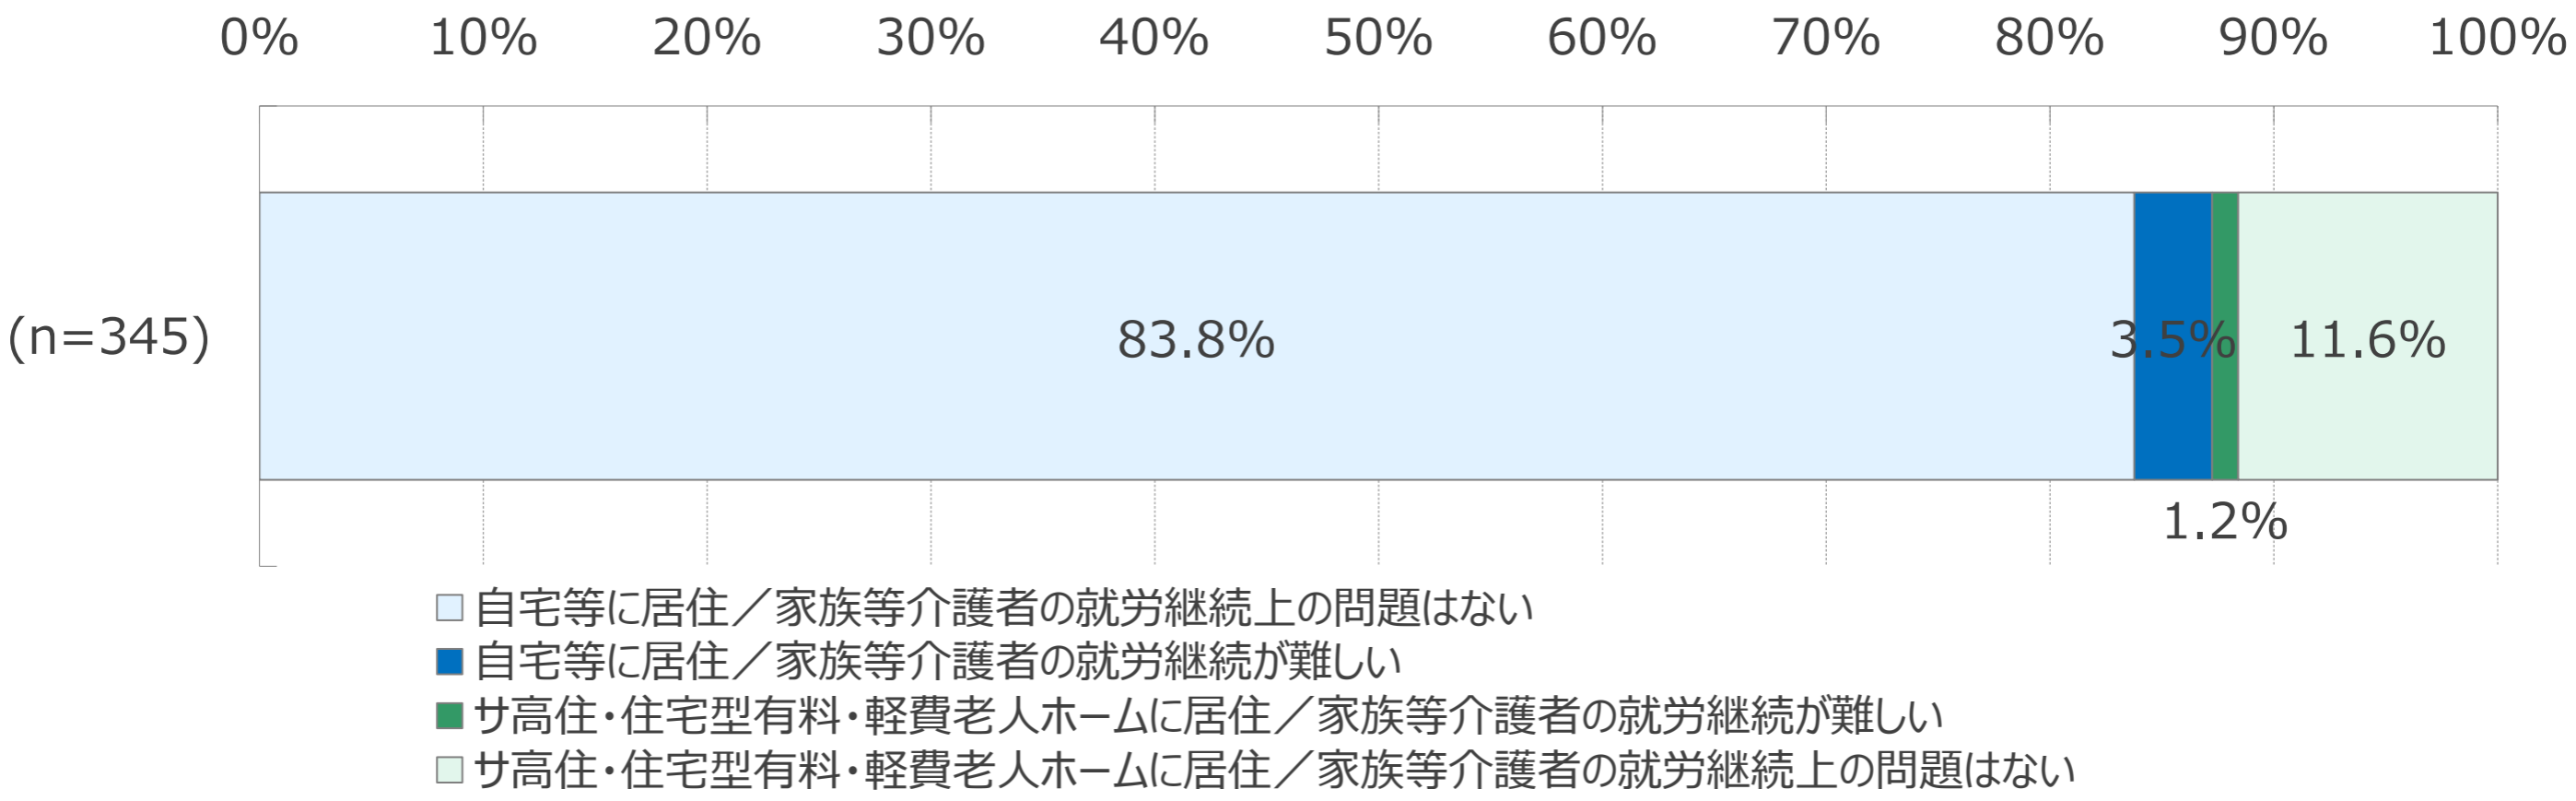 0% 10% 20% 30% 40% 50% 60% 70% 80% 90% 100%
(n=345) 83.8% 3.5% 11.6%
1.2%
自宅等に居住／家族等介護者の就労継続上の問題はない
自宅等に居住／家族等介護者の就労継続が難しい
サ高住・住宅型有料・軽費老人ホームに居住／家族等介護者の就労継続が難しい
サ高住・住宅型有料・軽費老人ホームに居住／家族等介護者の就労継続上の問題はない